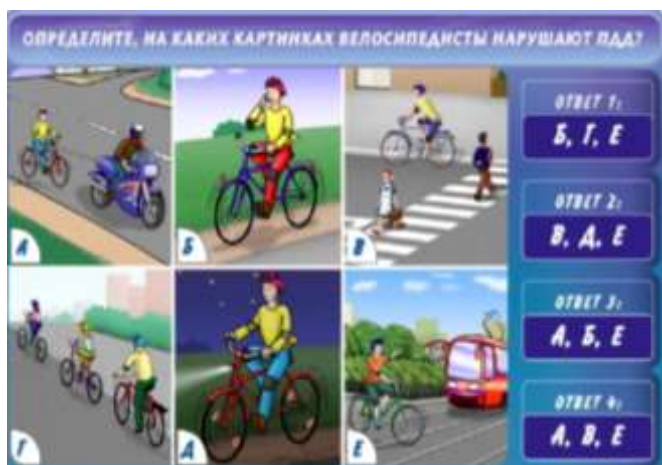 ОПРЕДЕЛИТЕ, НА КАКИХ КАРТИНКАХ ВЕЛОСИПЕДИСТЫ НАРУШАЮТ ПДД?
А
Б
В
Г
Д
Е
ОТВЕТ 1:
Б, Г, Е
ОТВЕТ 2:
В, Д, Е
ОТВЕТ 3:
А, Б, Е
ОТВЕТ 4:
А, В, Е